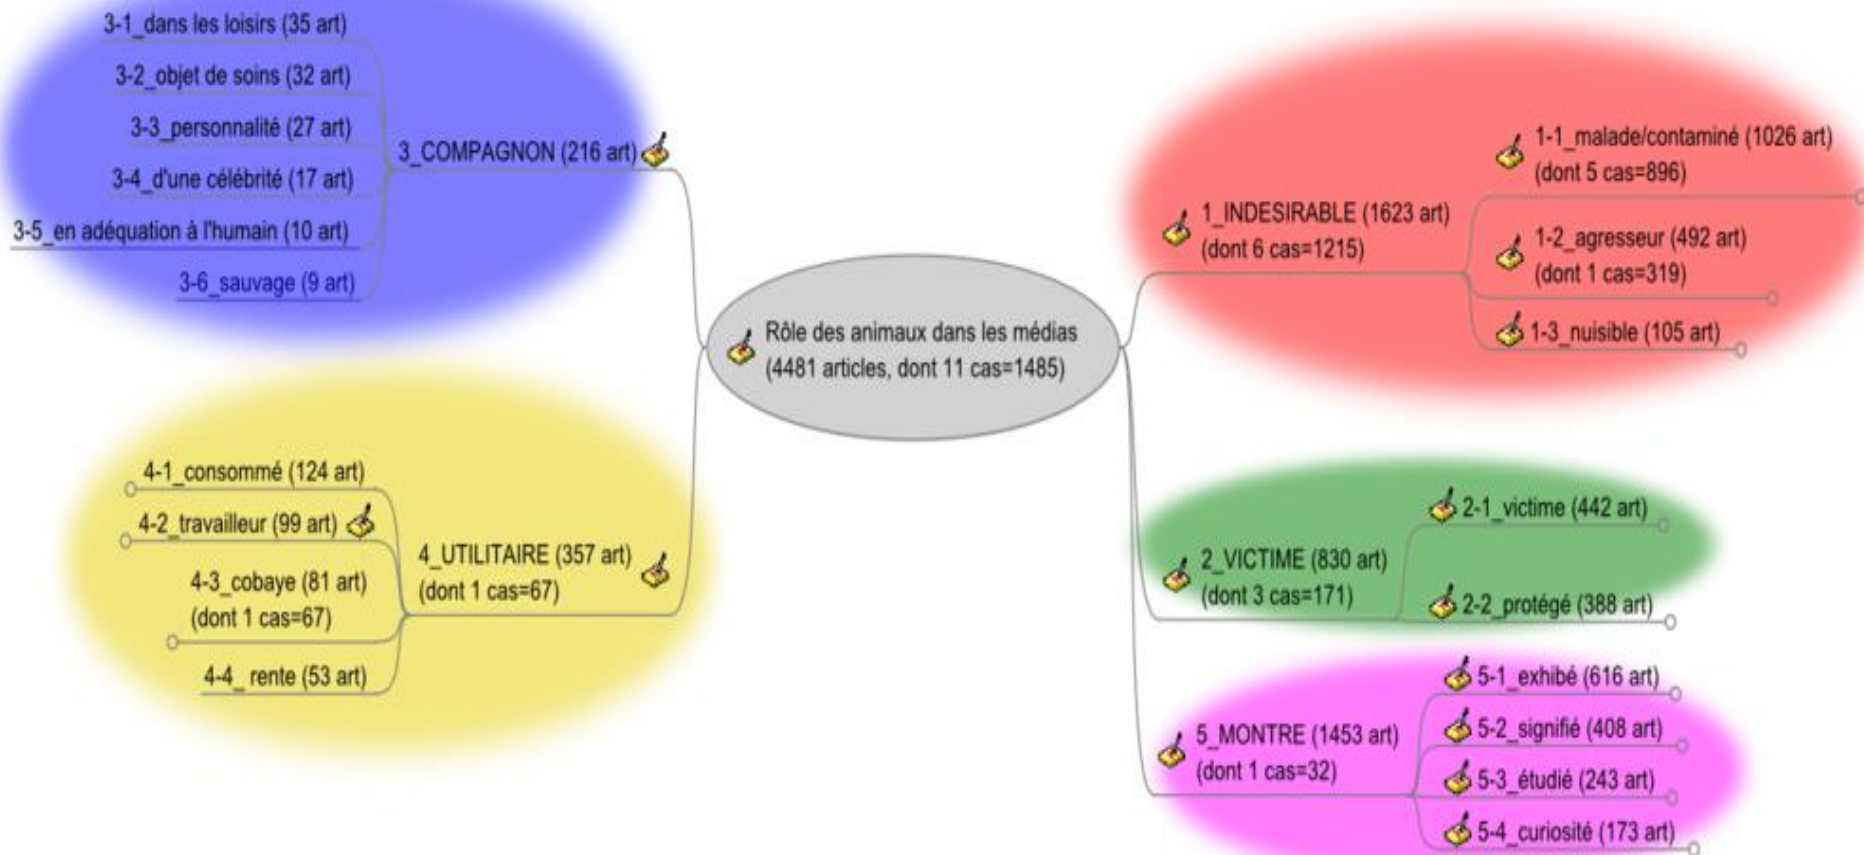 Rôle des animaux dans les médias
(4481 articles, dont 11 cas=1485)
1_INDESIRABLE (1623 art)
(dont 6 cas=1215)
1-1_malade/contaminé (1026 art)
(dont 5 cas=896)
1-2_agresseur (492 art)
(dont 1 cas=319)
1-3_nuisible (105 art)
2_VICTIME (830 art)
(dont 3 cas=171)
2-1_victime (442 art)
2-2_protégé (388 art)
3_COMPAGNON (216 art)
3-1_dans les loisirs (35 art)
3-2_objet de soins (32 art)
3-3_personnalité (27 art)
3-4_d'une célébrité (17 art)
3-5_en adéquation à l'humain (10 art)
3-6_sauvage (9 art)
4_UTILITAIRE (357 art)
(dont 1 cas=67)
4-1_consommé (124 art)
4-2_travailleur (99 art)
4-3_cobaye (81 art)
(dont 1 cas=67)
4-4_ rente (53 art)
5_MONTRE (1453 art)
(dont 1 cas=32)
5-1_exhibé (616 art)
5-2_signifié (408 art)
5-3_étudié (243 art)
5-4_curiosité (173 art)